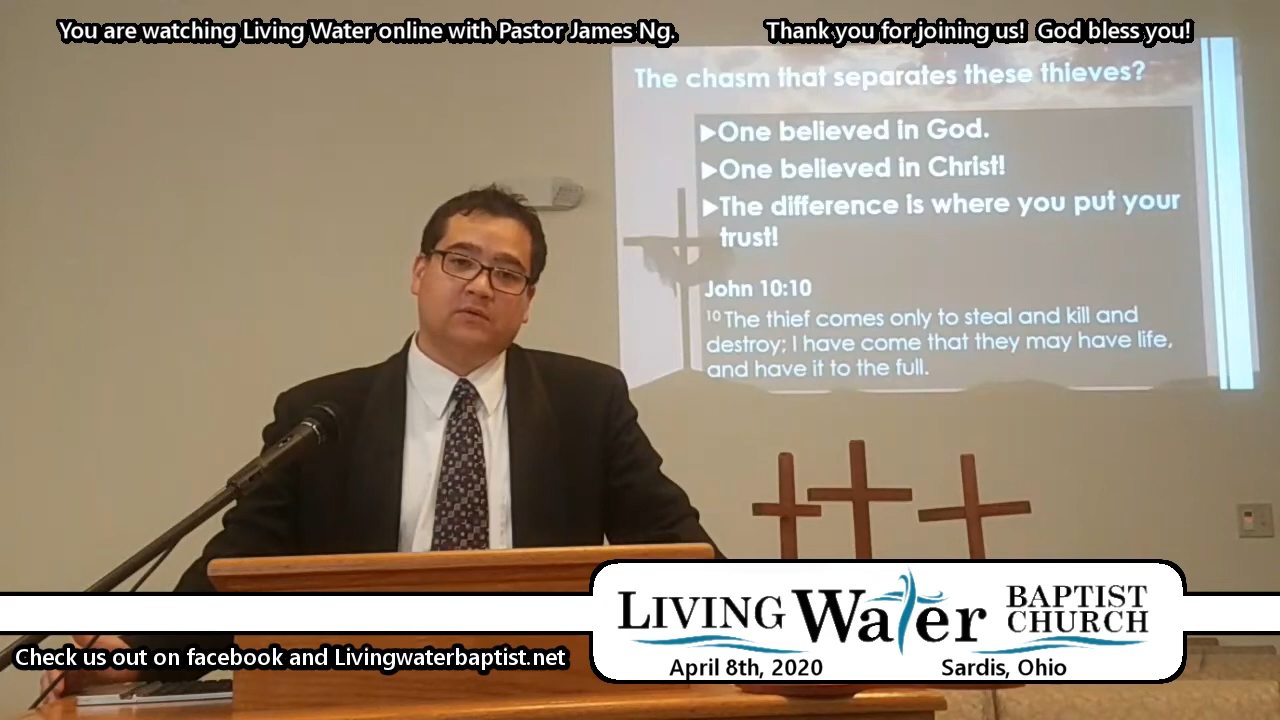 You are watching Living Water online with Pastor James Ng.
Thank you for joining us!  God bless you!
The chasm that separates these thieves?
▶One believed in God.
▶One believed in Christ!
▶The difference is where you put your
trust!
John 10:10
10 The thief comes only to steal and kill and
destroy; I have come that they may have life,
and have it to the full.
LIVING Water BAPTIST
CHURCH
April 8th, 2020
Sardis, Ohio
Check us out on facebook and Livingwaterbaptist.net